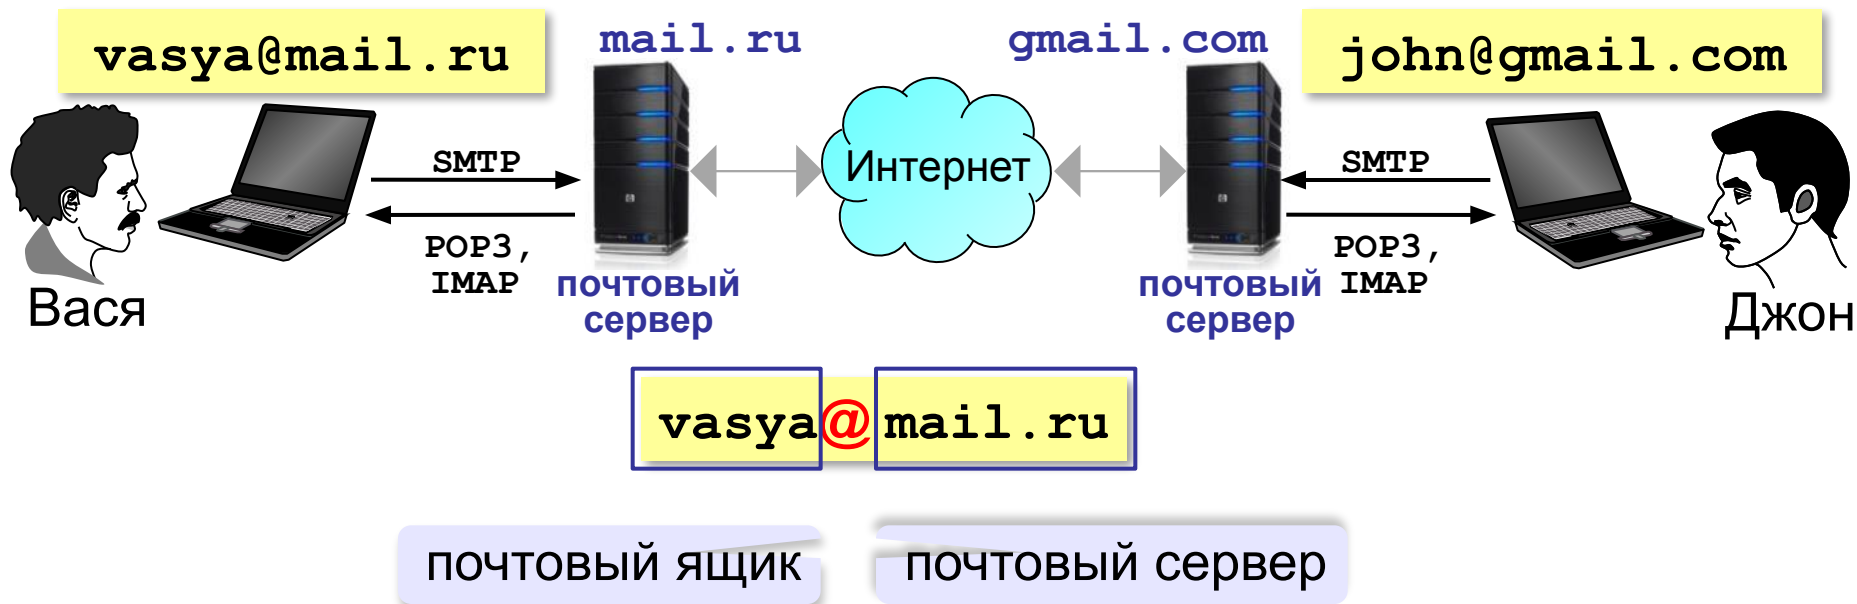 vasya@mail.ru
mail.ru
gmail.com
john@gmail.com
SMTP
POP3,
IMAP
Интернет
SMTP
POP3,
IMAP
почтовый
сервер
почтовый
сервер
Вася
Джон
vasya@mail.ru
почтовый ящик
почтовый сервер